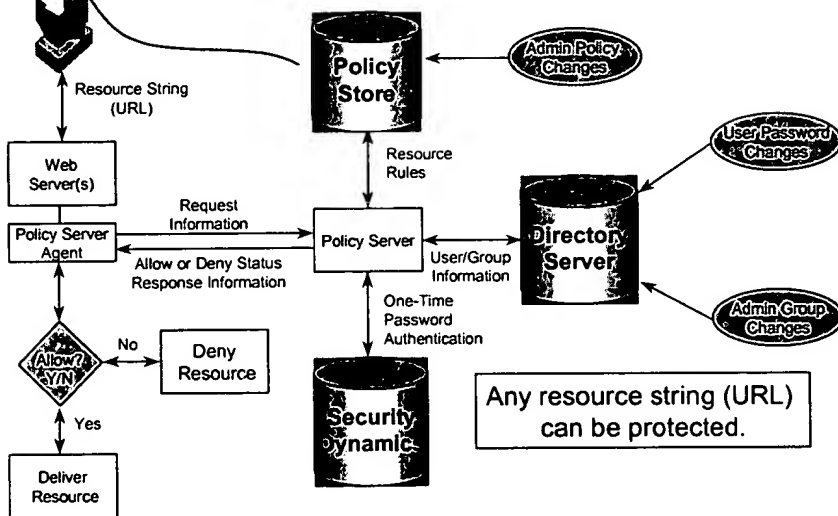 Policy
Store
Admin Policy
Changes
Resource String
(URL)
User Password
Changes
Web
Server(s)
Resource
Rules
Request
Information
Policy Server
Agent
Policy Server
Directory
Server
Allow or Deny Status
Response Information
User/Group
Information
One-Time
Password
Authentication
Admin Group
Changes
Allow?
Y/N
No
Deny
Resource
Yes
Security
Dynamic
Any resource string (URL)
can be protected.
Deliver
Resource